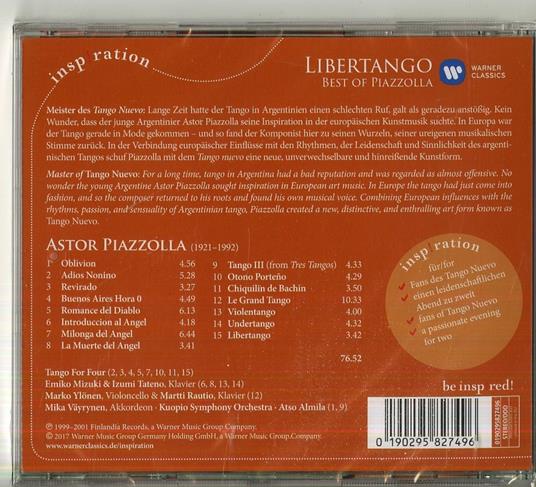 insp!ration
LIBERTANGO
BEST OF PIAZZOLLA
WARNER
CLASSICS
Meister des Tango Nuevo: Lange Zeit hatte der Tango in Argentinien einen schlechten Ruf, galt als geradezu anstößig. Kein
Wunder, dass der junge Argentinier Astor Piazzolla seine Inspiration in der europäischen Kunstmusik suchte. In Europa war
der Tango gerade in Mode gekommen – und so fand der Komponist hier zu seinen Wurzeln, seiner ureigenen musikalischen
Stimme zurück. In der Verbindung europäischer Einflüsse mit den Rhythmen, der Leidenschaft und Sinnlichkeit des argen-
tinischen Tangos schuf Piazzolla mit dem Tango nuevo eine neue, unverwechselbare und hinreißende Kunstform.
Master of Tango Nuevo: For a long time, tango in Argentina had a bad reputation and was regarded as almost offensive. No
wonder the young Argentine Astor Piazzolla sought inspiration in European art music. In Europe the tango had just come into
fashion, and so the composer returned to his roots and found his own musical voice. Combining European influences with the
rhythms, passion, and sensuality of Argentinian tango, Piazzolla created a new, distinctive, and enthralling art form known as
Tango Nuevo.
ASTOR PIAZZOLLA (1921–1992)
1 Oblivion 4.56
2 Adios Nonino 5.28
3 Revirado 3.27
4 Buenos Aires Hora 0 4.49
5 Romance del Diablo 6.13
6 Introduccion al Angel 4.18
7 Milonga del Angel 6.12
8 La Muerte del Angel 3.41
9 Tango III (from Tres Tangos) 4.33
10 Otono Porteño 4.29
11 Chiquilin de Bachin 3.50
12 Le Grand Tango 10.33
13 Violentango 4.00
14 Undertango 4.32
15 Libertango 3.42
76.52
insp!ration
für/for
Fans des Tango Nuevo
einen leidenschaftlichen
Abend zu zweit
fans of Tango Nuevo
a passionate evening
for two
be insp red!
Tango For Four (2, 3, 4, 5, 7, 10, 11, 15)
Emiko Mizuki & Izumi Tateno, Klavier (6, 8, 13, 14)
Marko Ylönen, Violoncello & Martti Rautio, Klavier (12)
Mika Väyrynen, Akkordeon · Kuopio Symphony Orchestra · Atso Almila (1, 9)
℗ 1999–2001 Finlandia Records, a Warner Music Group Company.
© 2017 Warner Music Group Germany Holding GmbH, a Warner Music Group Company.
www.warnerclassics.de/inspiration
0 190295 827496
0190295827496
STEREO/DDD